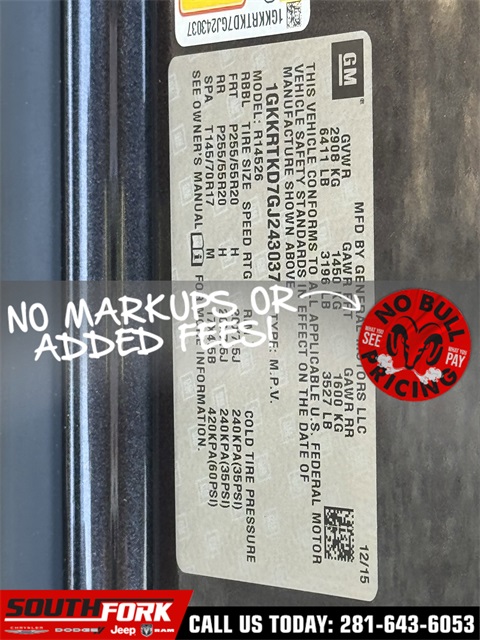 1GKKRTKD7GJ243037
GM
MFD BY GENERAL MOTORS LLC
12/15
GVWR GAWR FRT GAWR RR
2908 KG 1450 KG 1600 KG
6411 LB 3196 LB 3527 LB
THIS VEHICLE CONFORMS TO ALL APPLICABLE U.S. FEDERAL MOTOR
VEHICLE SAFETY STANDARDS IN EFFECT ON THE DATE OF
MANUFACTURE SHOWN ABOVE.
1GKKRTKD7GJ243037 TYPE: M.P.V.
MODEL: R14526
RBBL TIRE SIZE SPEED RTG COLD TIRE PRESSURE
FRT P255/55R20 H 240KPA(35PSI)
RR P255/55R20 H 240KPA(35PSI)
SPA T145/70R17 M 420KPA(60PSI)
SEE OWNER'S MANUAL FOR MORE INFORMATION.
NO MARKUPS OR
ADDED FEES!
NO BULL
WHAT YOU SEE
WHAT YOU PAY
PRICING
SOUTHFORK
CHRYSLER DODGE Jeep RAM
CALL US TODAY: 281-643-6053